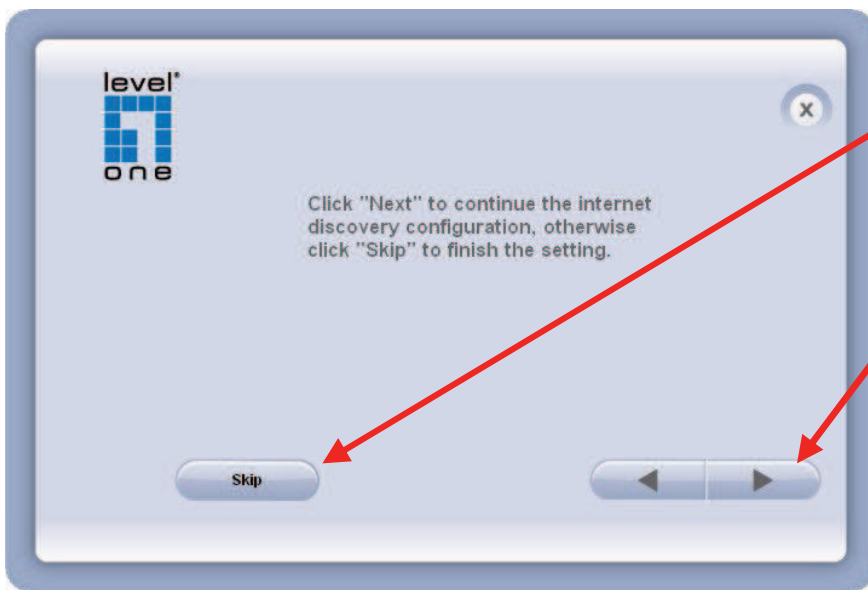 level®
one
Click "Next" to continue the internet
discovery configuration, otherwise
click "Skip" to finish the setting.
Skip